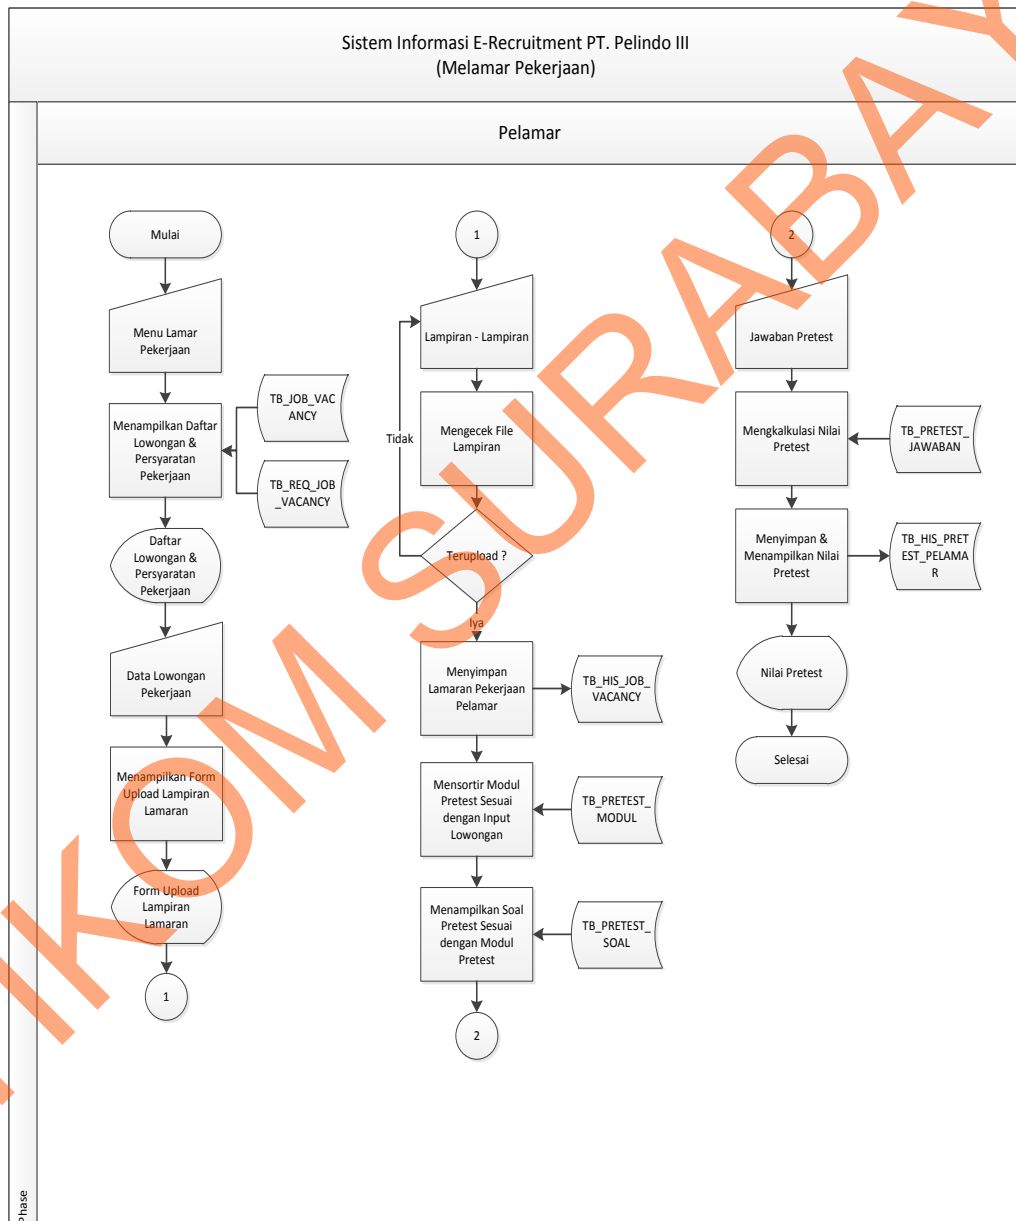 Sistem Informasi E-Recruitment PT. Pelindo III
(Melamar Pekerjaan)
Pelamar
Mulai
Menu Lamar
Pekerjaan
Menampilkan Daftar
Lowongan &
Persyaratan
Pekerjaan
TB_JOB_VAC
ANCY
TB_REQ_JOB
_VACANCY
Daftar
Lowongan &
Persyaratan
Pekerjaan
Data Lowongan
Pekerjaan
Menampilkan Form
Upload Lampiran
Lamaran
Form Upload
Lampiran
Lamaran
1
1
Lampiran - Lampiran
Mengecek File
Lampiran
Tidak
Terupload ?
Iya
Menyimpan
Lamaran Pekerjaan
Pelamar
TB_HIS_JOB_
VACANCY
Mensortir Modul
Pretest Sesuai
dengan Input
Lowongan
TB_PRETEST_
MODUL
Menampilkan Soal
Pretest Sesuai
dengan Modul
Pretest
TB_PRETEST_
SOAL
2
2
Jawaban Pretest
Mengkalkulasi Nilai
Pretest
TB_PRETEST_
JAWABAN
Menyimpan &
Menampilkan Nilai
Pretest
TB_HIS_PRET
EST_PELAMA
R
Nilai Pretest
Selesai
Phase
IKOM SURABAY